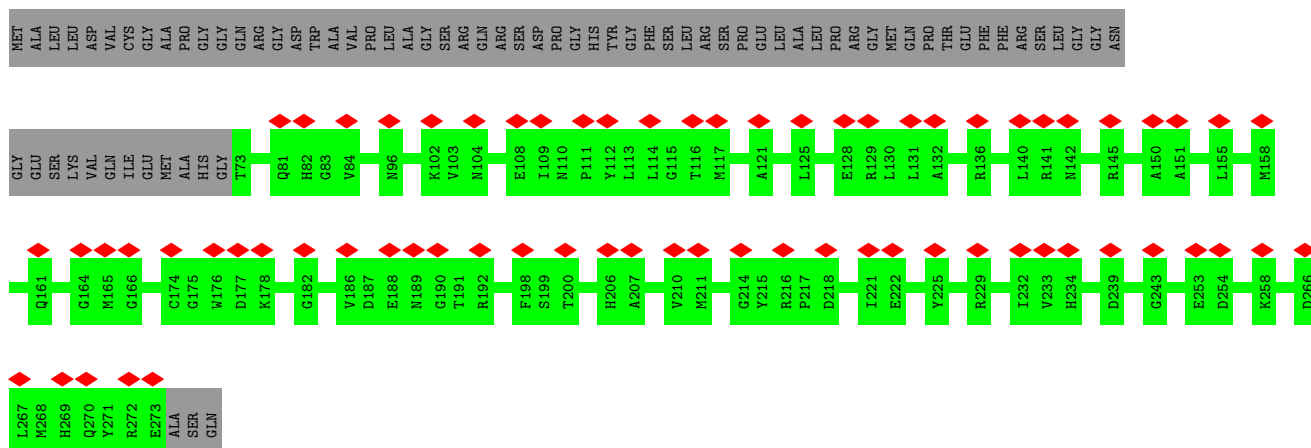 MET ALA LEU LEU ASP VAL CYS GLY ALA PRO GLY GLY GLN ARG GLY ASP TRP ALA VAL PRO LEU ALA GLY SER ARG GLN ARG SER ASP PRO GLY HIS TYR GLY PHE SER LEU ARG SER PRO GLU LEU ALA LEU PRO ARG GLY MET GLN PRO THR GLU PHE PHE ARG SER LEU GLY GLY ASN
GLY GLU SER LYS VAL GLN ILE GLU MET ALA HIS GLY T73 Q81 H82 G83 V84 N96 K102 V103 N104 E108 I109 N110 P111 Y112 L113 L114 G115 T116 M117 A121 L125 E128 R129 L130 L131 A132 R136 L140 R141 N142 R145 A150 A151 L155 M158
Q161 G164 M165 G166 C174 G175 W176 D177 K178 G182 V186 D187 E188 N189 G190 T191 R192 F198 S199 T200 H206 A207 V210 M211 G214 Y215 R216 P217 D218 I221 E222 Y225 R229 I232 V233 H234 D239 G243 E253 D254 K258 D266
L267 M268 H269 Q270 Y271 R272 E273 ALA SER GLN